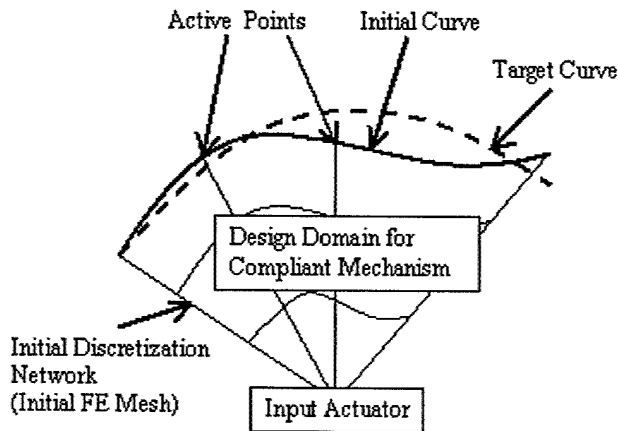 Active Points
Initial Curve
Target Curve
Design Domain for
Compliant Mechanism
Initial Discretization
Network
(Initial FE Mesh)
Input Actuator